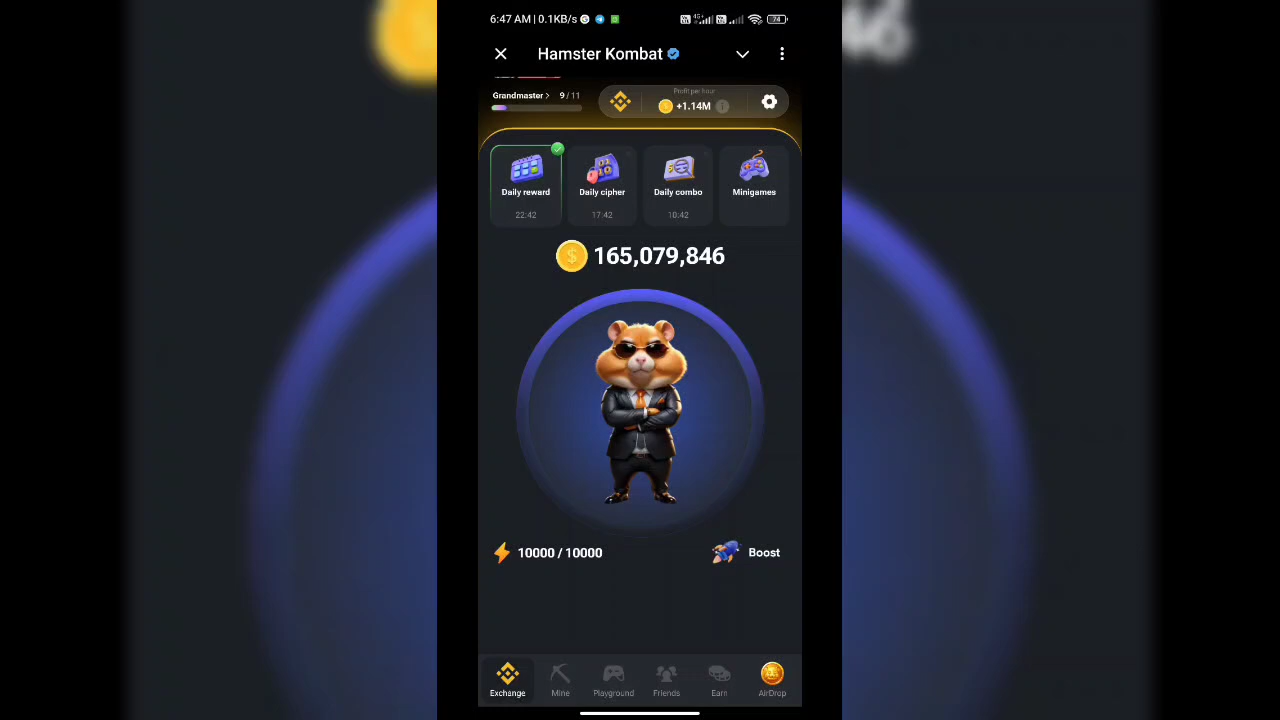 6:47 AM | 0.1KB/s
74
Hamster Kombat
Grandmaster > 9 / 11
Profit per hour
+1.14M
Daily reward
22:42
Daily cipher
17:42
Daily combo
10:42
Minigames
165,079,846
10000 / 10000
Boost
Exchange
Mine
Playground
Friends
Earn
AirDrop